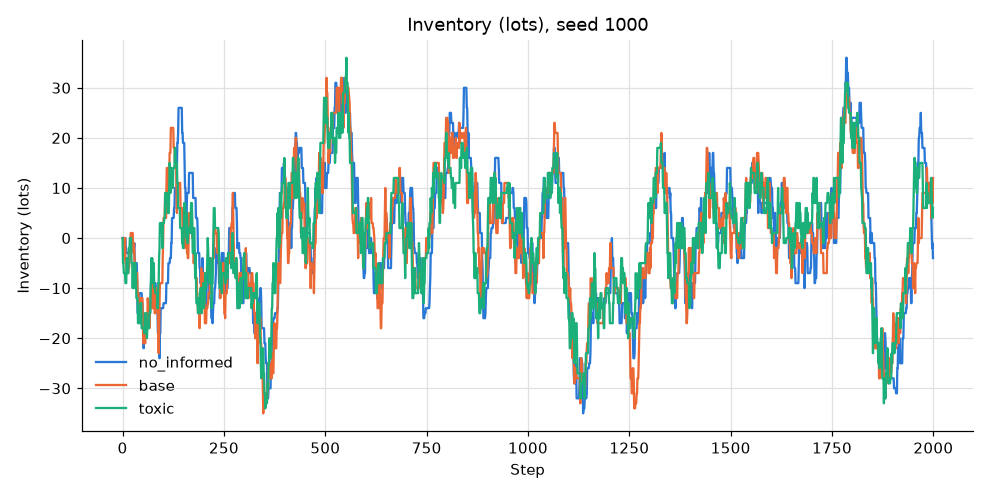 Inventory (lots), seed 1000
Inventory (lots)
30
20
10
0
−10
−20
−30
no_informed
base
toxic
0 250 500 750 1000 1250 1500 1750 2000
Step